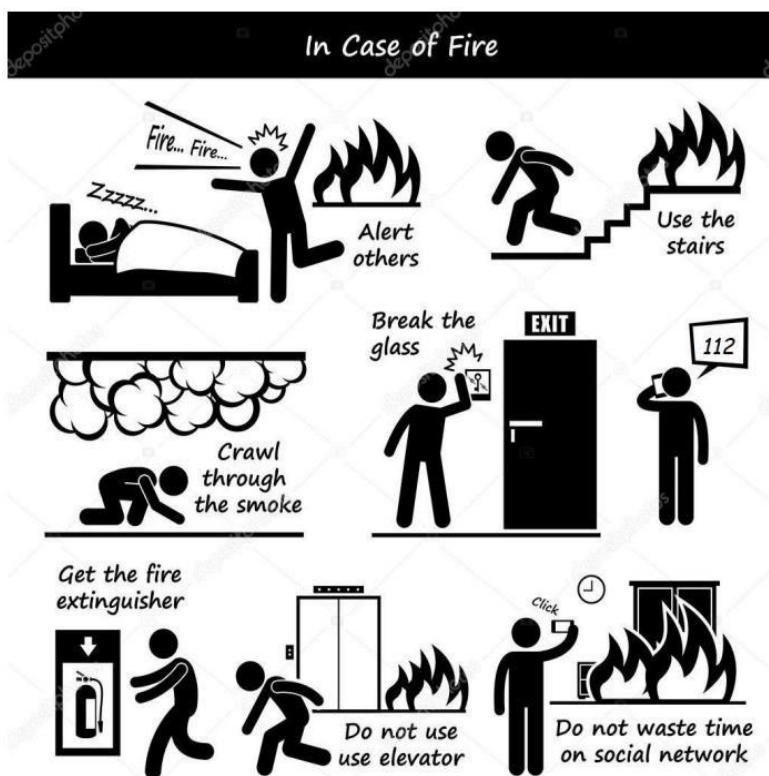 In Case of Fire
Fire... Fire...
Zzzzz...
Alert
others
Use the
stairs
Break the
glass
EXIT
112
Crawl
through
the smoke
Get the fire
extinguisher
Do not use
use elevator
Click
Do not waste time
on social network
depositphotos